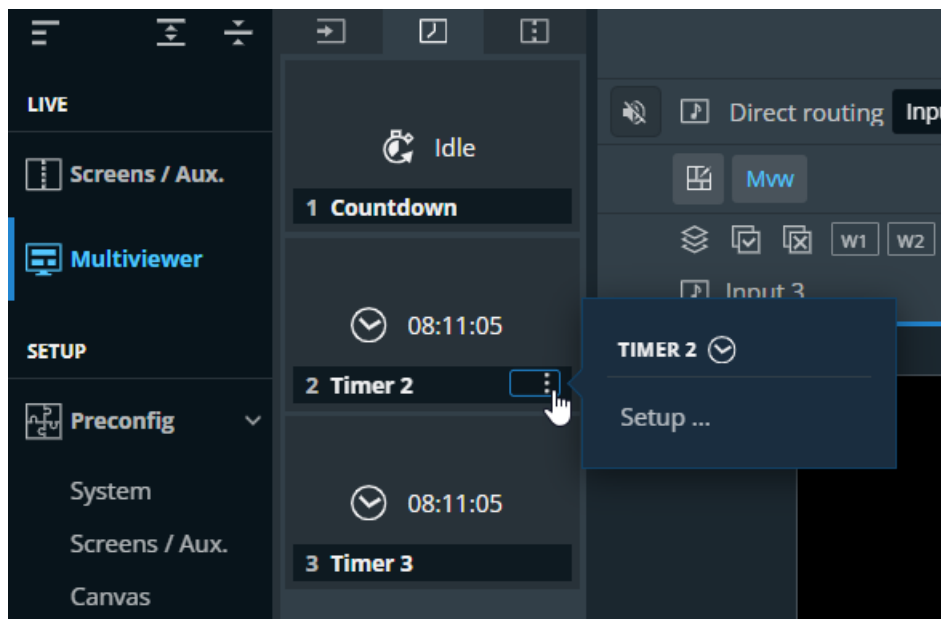 LIVE
Screens / Aux.
Multiviewer
SETUP
Preconfig
System
Screens / Aux.
Canvas
Idle
1 Countdown
08:11:05
2 Timer 2
08:11:05
3 Timer 3
Direct routing
Mvw
W1 W2
Input 3
TIMER 2
Setup ...